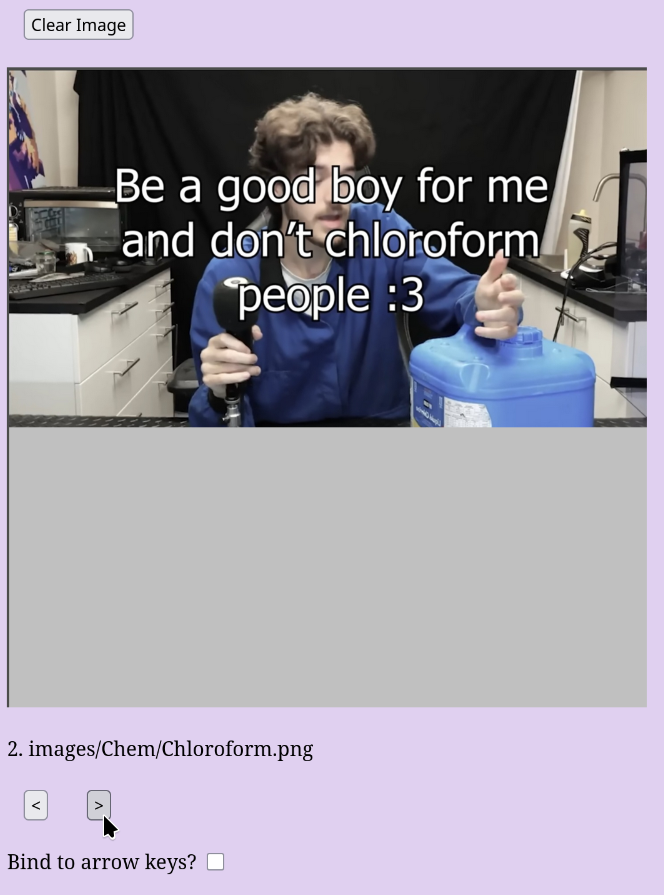 Clear Image
Be a good boy for me
and don't chloroform
people :3
2. images/Chem/Chloroform.png
<
>
Bind to arrow keys?